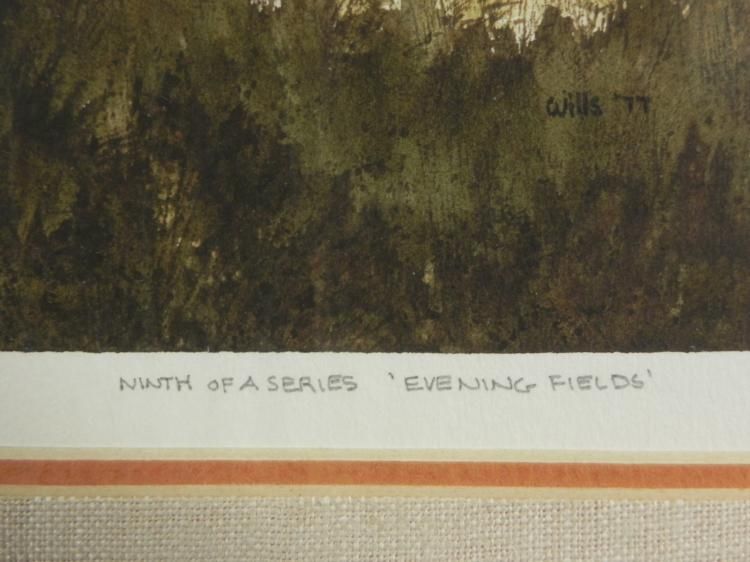 Wills '77
NINTH OF A SERIES 'EVENING FIELDS'